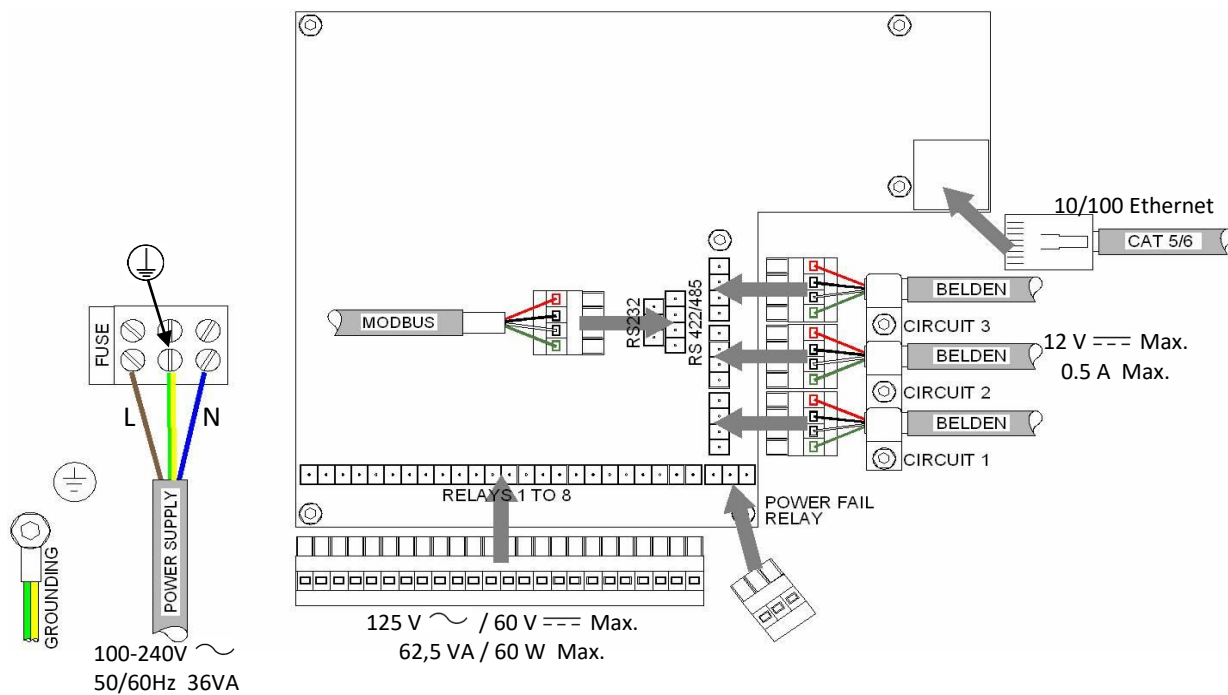 10/100 Ethernet
CAT 5/6
MODBUS
RS232
RS 422/485
BELDEN
CIRCUIT 3
BELDEN
CIRCUIT 2
BELDEN
CIRCUIT 1
12 V Max.
0.5 A Max.
FUSE
L
N
POWER SUPPLY
GROUNDING
100-240V
50/60Hz 36VA
RELAYS 1 TO 8
POWER FAIL
RELAY
125 V / 60 V Max.
62,5 VA / 60 W Max.